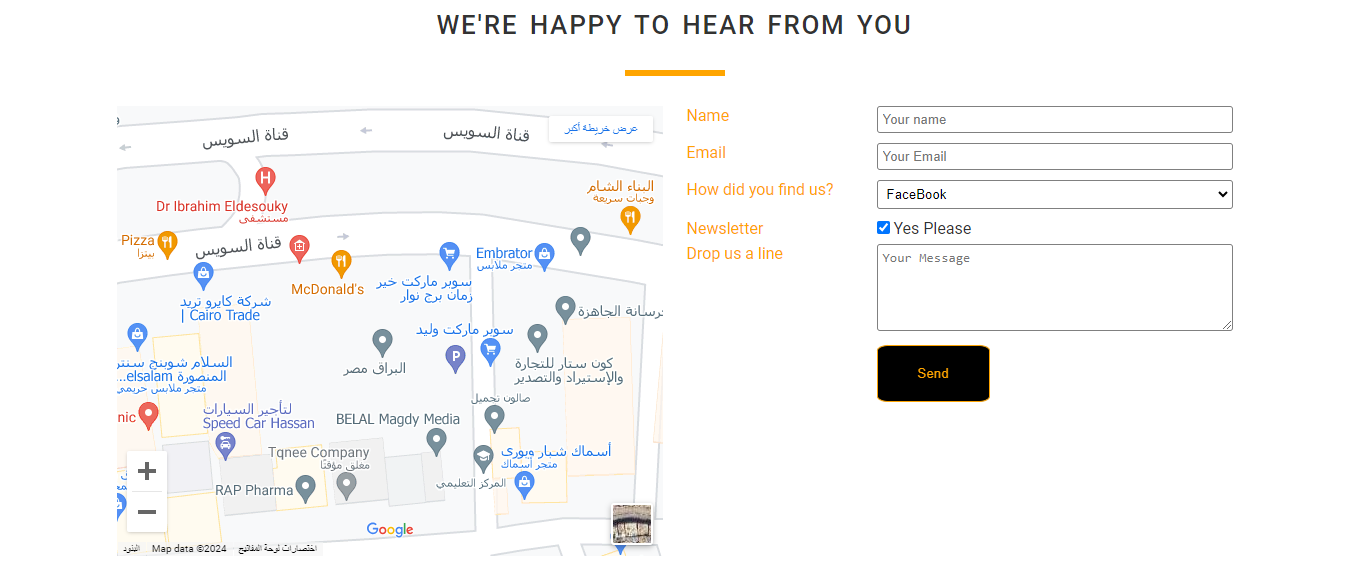 WE'RE HAPPY TO HEAR FROM YOU
قناة السويس
قناة السويس
عرض خريطة أكبر
Dr Ibrahim Eldesouky
مستشفى
البناء الشام
وجبات سريعة
Pizza
بيتزا
قناة السويس
McDonald's
Embrator
متجر ملابس
سوبر ماركت خير
زمان برج نوار
شركة كايرو تريد
| Cairo Trade
خرسانة الجاهزة
سوبر ماركت وليد
البراق مصر
كون ستار للتجارة
والإستيراد والتصدير
السلام شوبنج سنتر
المنصورة elsalam...
متجر ملابس حريمي
صالون تجميل
nic
لتأجير السيارات
Speed Car Hassan
BELAL Magdy Media
Tqnee Company
مغلق مؤقتًا
أسماك شبار وبوري
متجر أسماك
المركز التعليمي
RAP Pharma
Google
البنود
Map data ©2024
اختصارات لوحة المفاتيح
Name
Your name
Email
Your Email
How did you find us?
FaceBook
Newsletter
Yes Please
Drop us a line
Your Message
Send